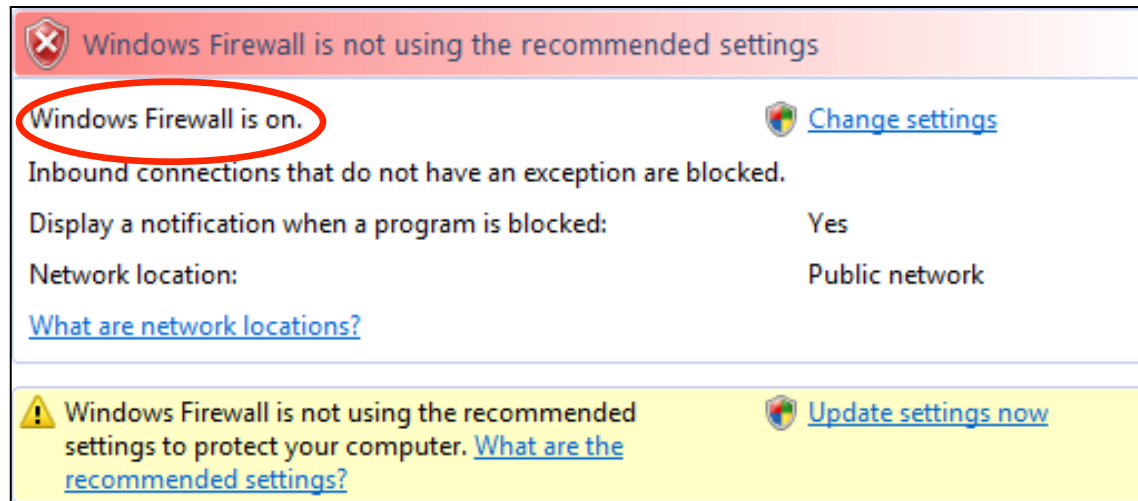 Windows Firewall is not using the recommended settings
Windows Firewall is on.
Change settings
Inbound connections that do not have an exception are blocked.
Display a notification when a program is blocked: Yes
Network location: Public network
What are network locations?
Windows Firewall is not using the recommended
settings to protect your computer. What are the
recommended settings?
Update settings now